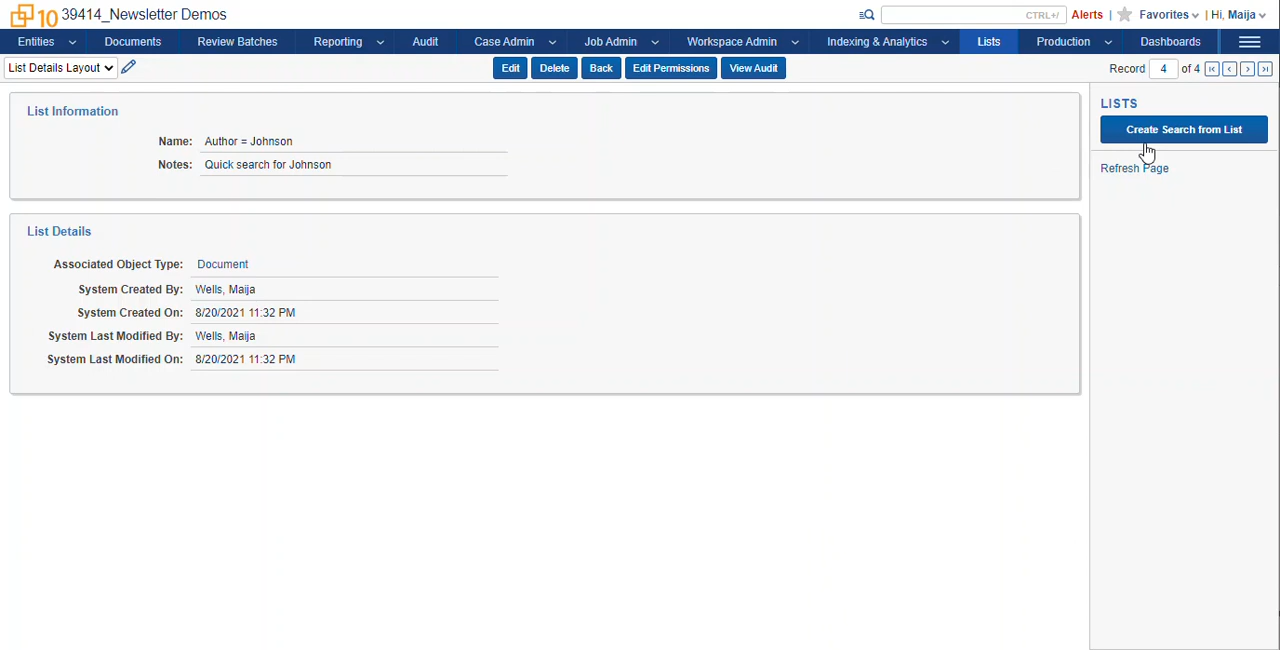 10 39414_Newsletter Demos
CTRL+/ Alerts | Favorites | Hi, Maija
Entities Documents Review Batches Reporting Audit Case Admin Job Admin Workspace Admin Indexing & Analytics Lists Production Dashboards
List Details Layout Edit Delete Back Edit Permissions View Audit Record 4 of 4
List Information
Name: Author = Johnson
Notes: Quick search for Johnson
List Details
Associated Object Type: Document
System Created By: Wells, Maija
System Created On: 8/20/2021 11:32 PM
System Last Modified By: Wells, Maija
System Last Modified On: 8/20/2021 11:32 PM
LISTS
Create Search from List
Refresh Page